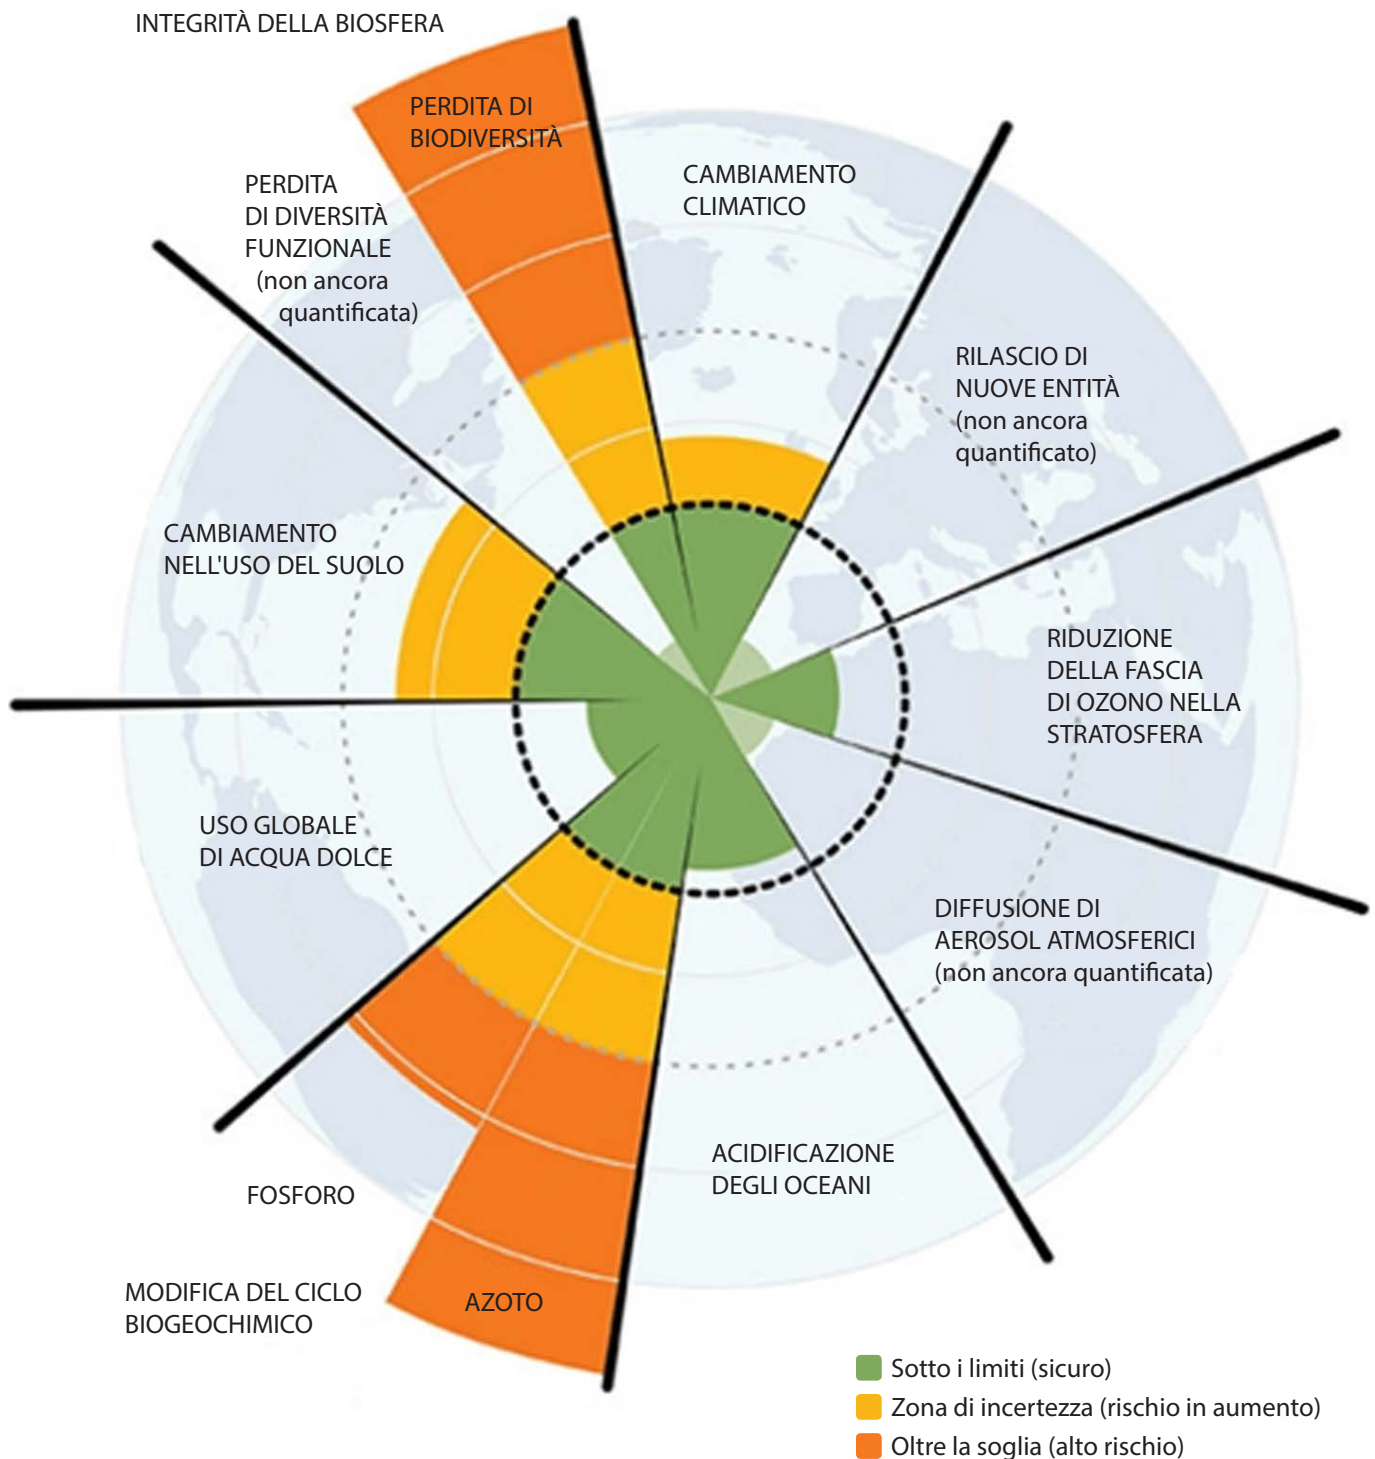 INTEGRITÀ DELLA BIOSFERA
PERDITA DI
BIODIVERSITÀ
PERDITA
DI DIVERSITÀ
FUNZIONALE
(non ancora
quantificata)
CAMBIAMENTO
CLIMATICO
RILASCIO DI
NUOVE ENTITÀ
(non ancora
quantificato)
CAMBIAMENTO
NELL'USO DEL SUOLO
RIDUZIONE
DELLA FASCIA
DI OZONO NELLA
STRATOSFERA
USO GLOBALE
DI ACQUA DOLCE
DIFFUSIONE DI
AEROSOL ATMOSFERICI
(non ancora quantificata)
ACIDIFICAZIONE
DEGLI OCEANI
FOSFORO
MODIFICA DEL CICLO
BIOGEOCHIMICO
AZOTO
Sotto i limiti (sicuro)
Zona di incertezza (rischio in aumento)
Oltre la soglia (alto rischio)